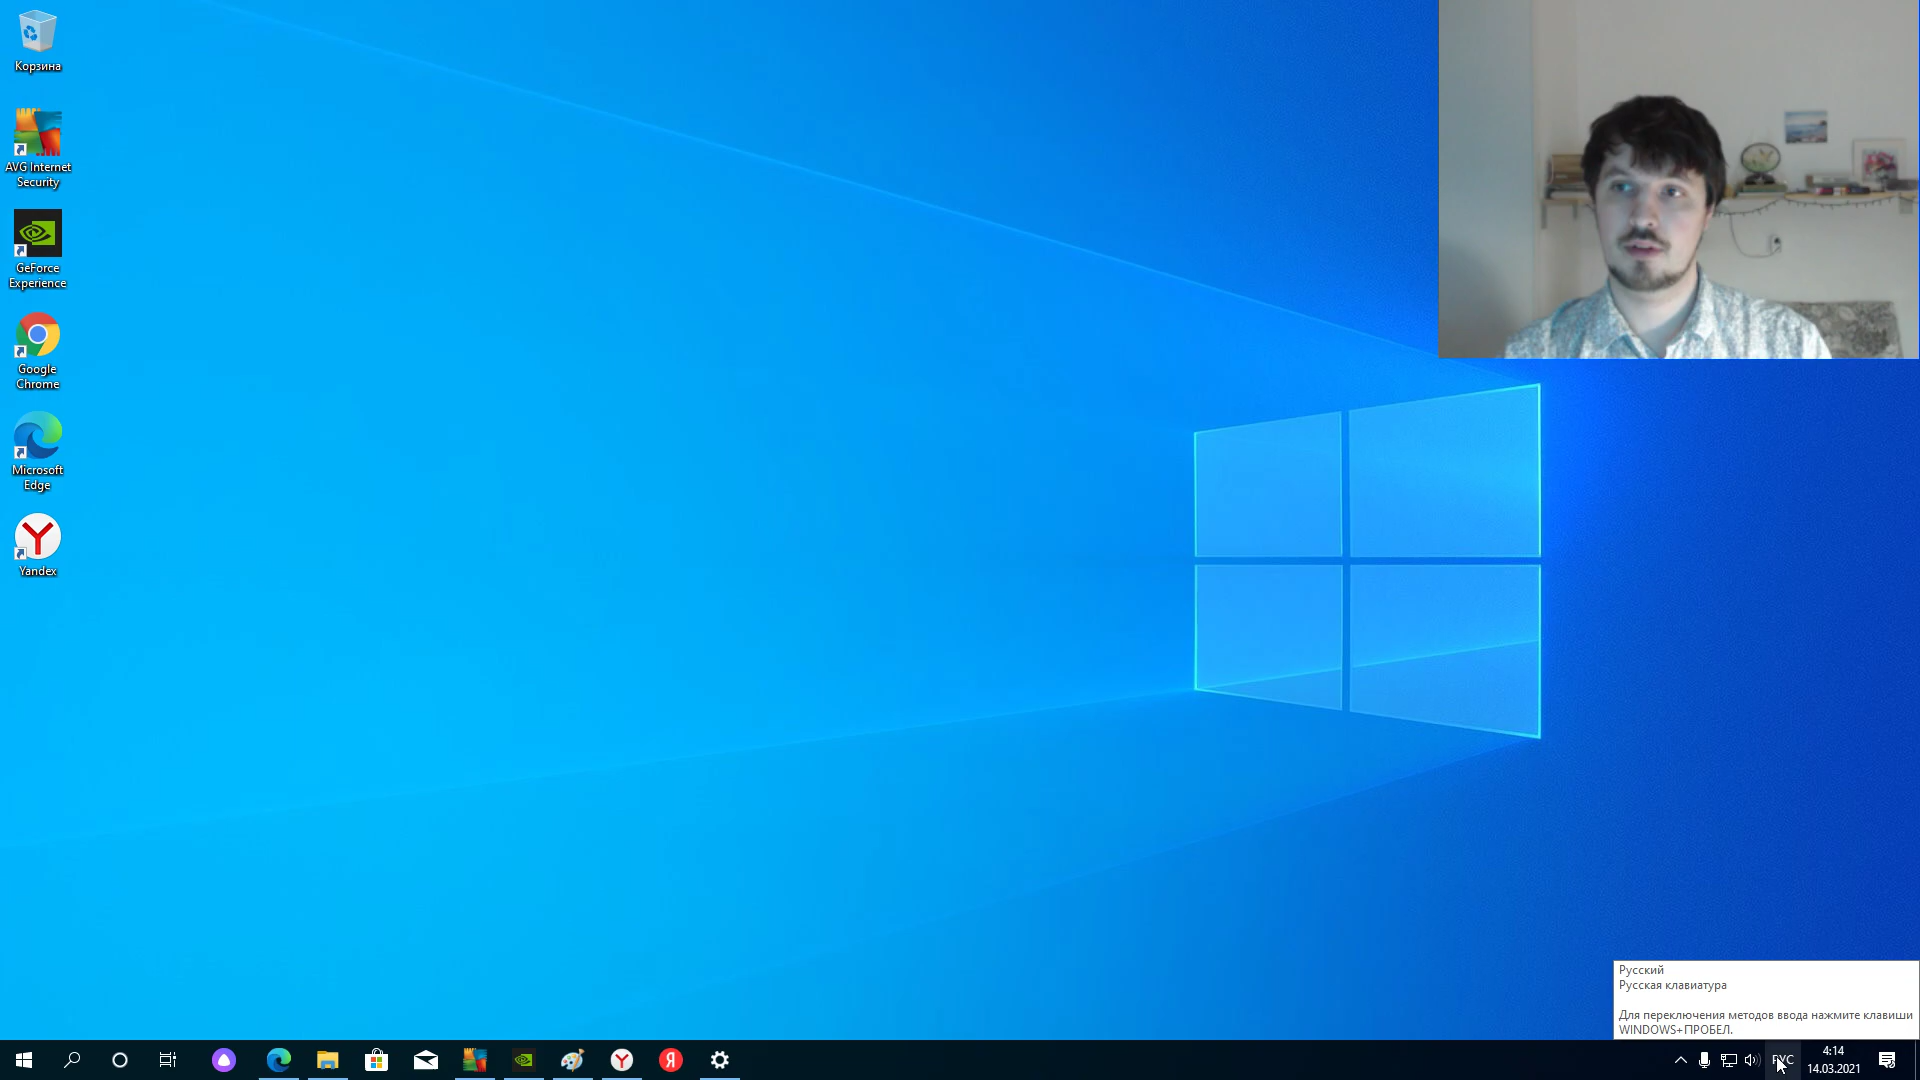 Корзина
AVG Internet
Security
GeForce
Experience
Google
Chrome
Microsoft
Edge
Yandex
Русский
Русская клавиатура
Для переключения методов ввода нажмите клавиши
WINDOWS+ПРОБЕЛ.
РУС
4:14
14.03.2021